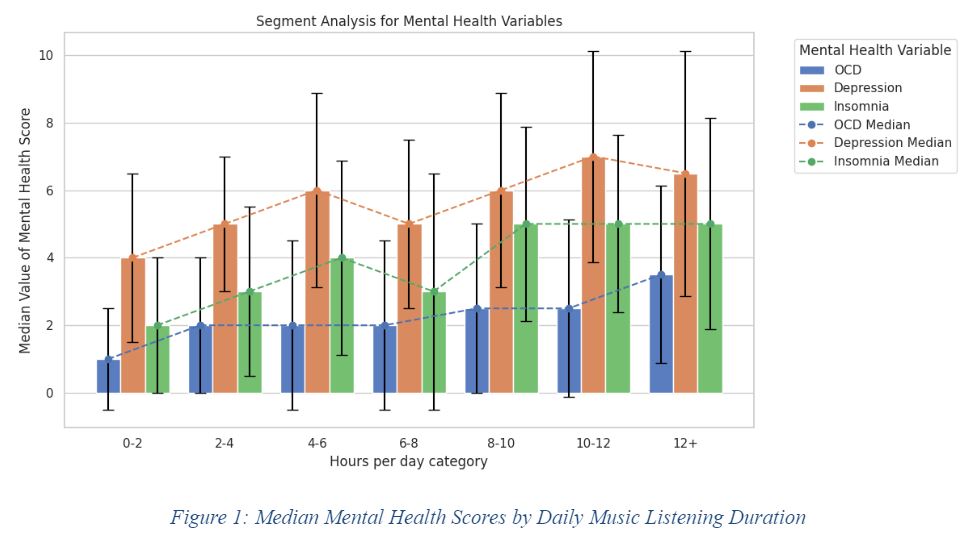 Segment Analysis for Mental Health Variables
Median Value of Mental Health Score
10
8
6
4
2
0
0-2 2-4 4-6 6-8 8-10 10-12 12+
Hours per day category
Mental Health Variable
OCD
Depression
Insomnia
OCD Median
Depression Median
Insomnia Median
Figure 1: Median Mental Health Scores by Daily Music Listening Duration